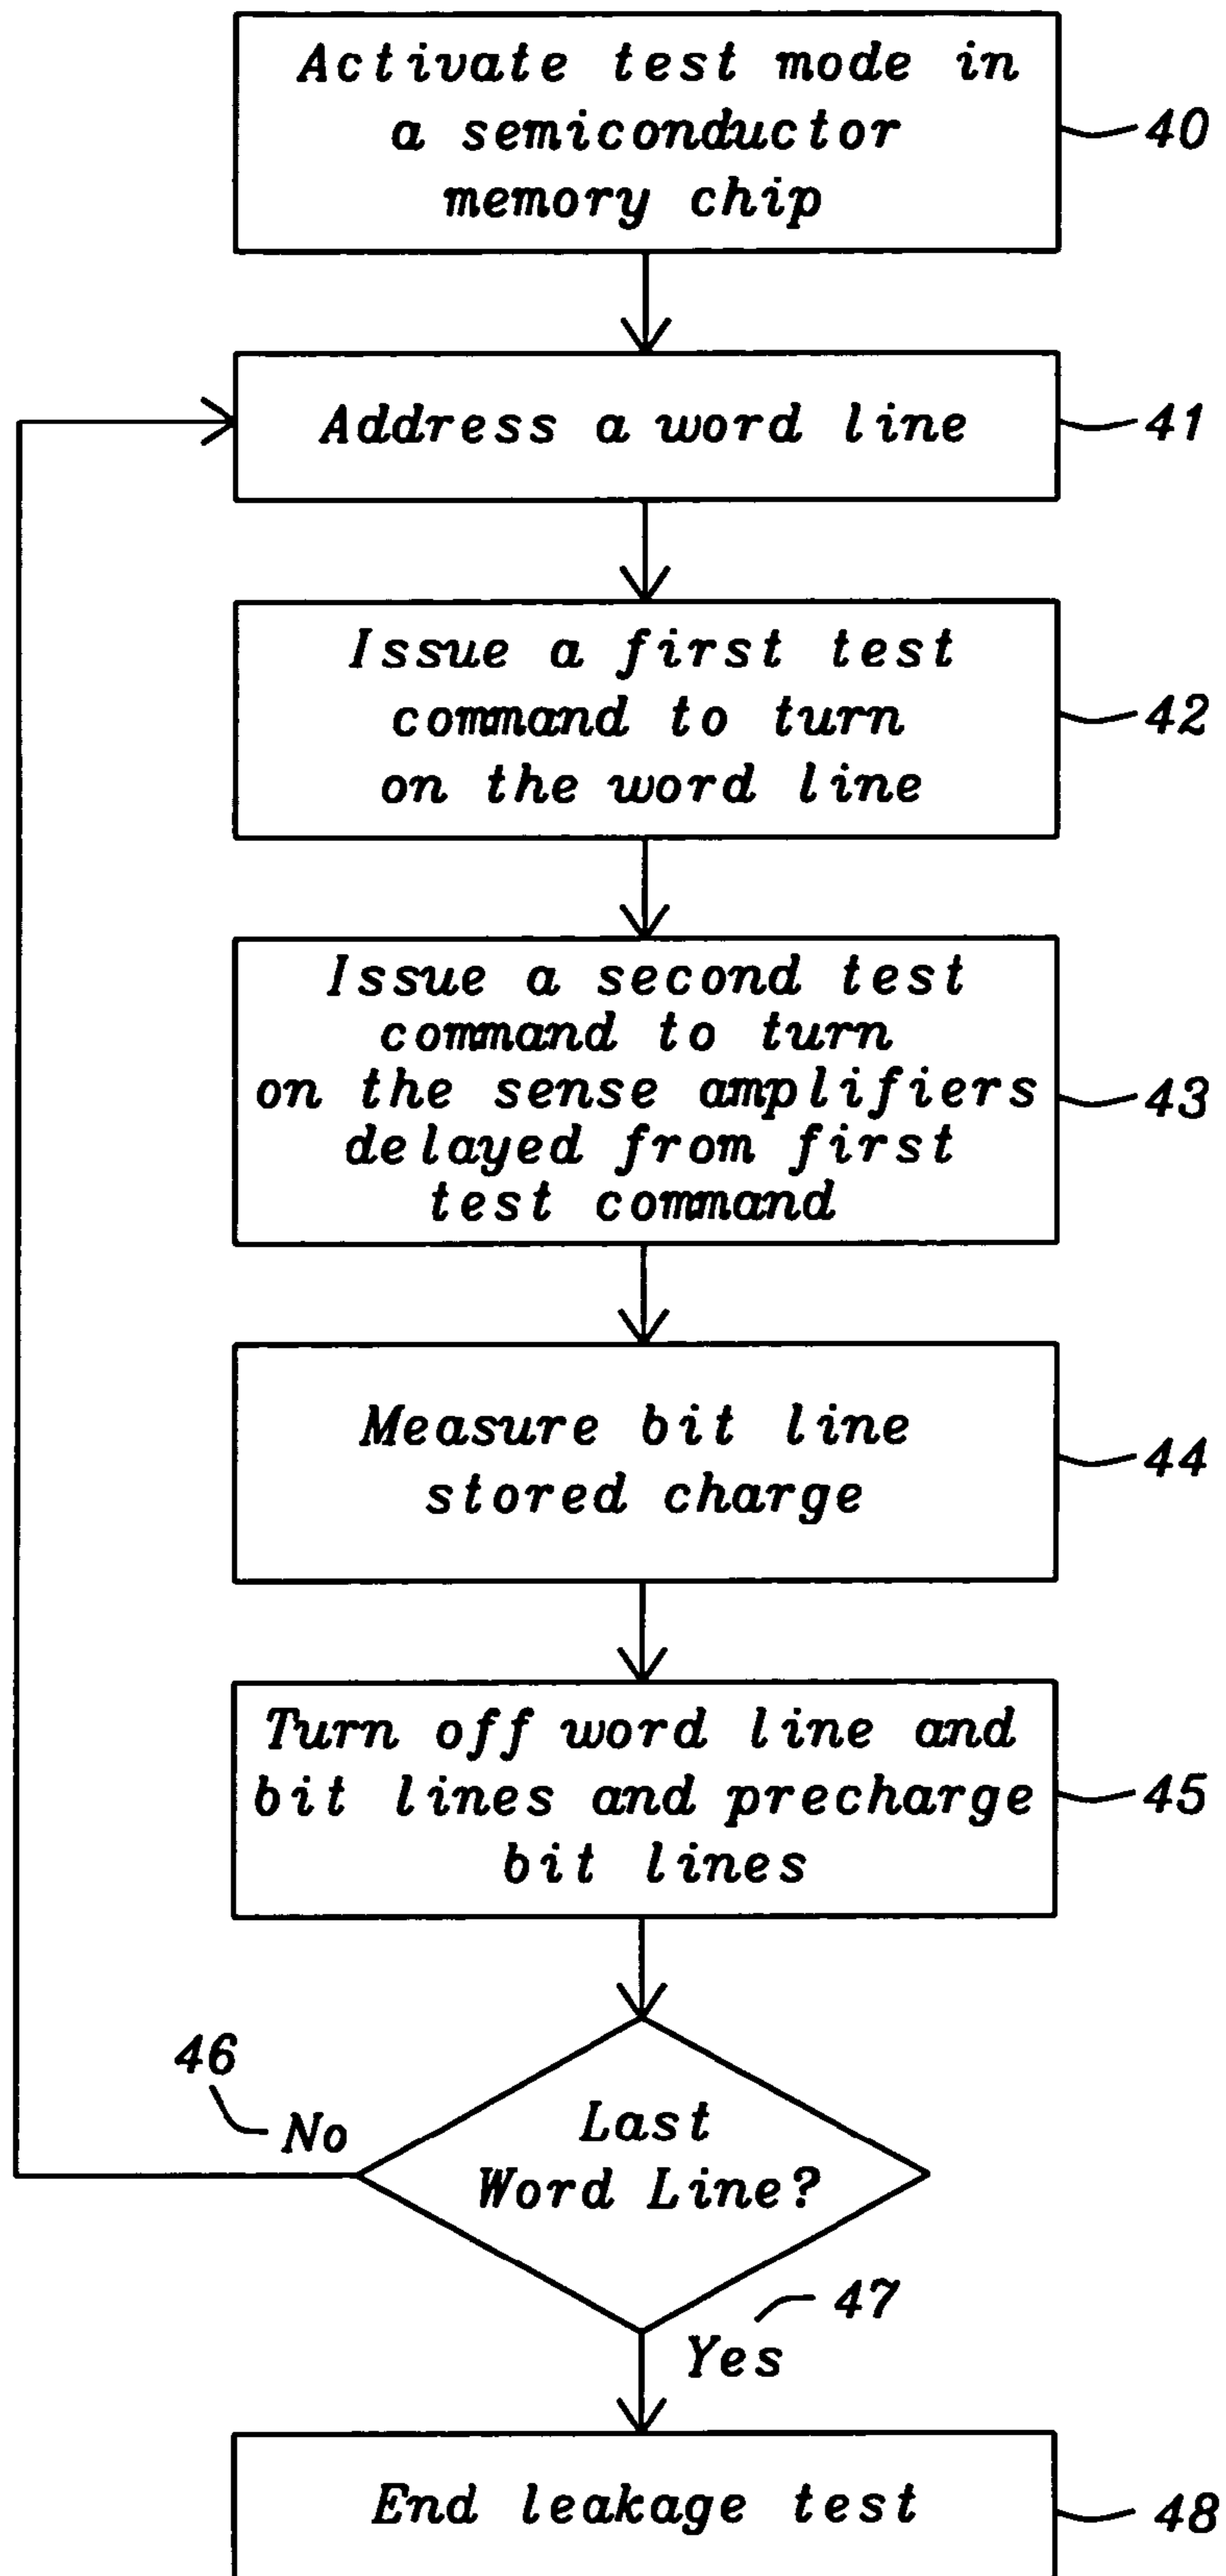 Activate test mode in
a semiconductor
memory chip
40
Address a word line
41
Issue a first test
command to turn
on the word line
42
Issue a second test
command to turn
on the sense amplifiers
delayed from first
test command
43
Measure bit line
stored charge
44
Turn off word line and
bit lines and precharge
bit lines
45
46
No
Last
Word Line?
47
Yes
End leakage test
48